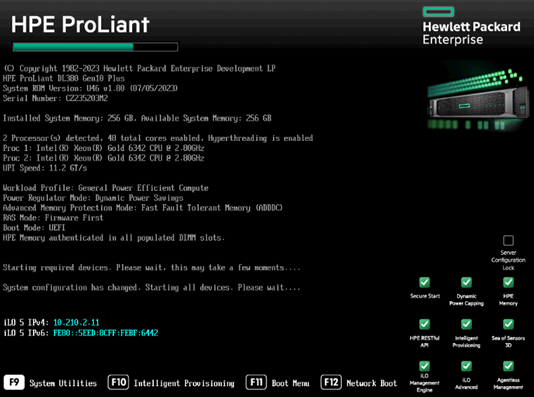 HPE ProLiant
Hewlett Packard
Enterprise
(C) Copyright 1982-2023 Hewlett Packard Enterprise Development LP
HPE ProLiant DL380 Gen10 Plus
System ROM Version: U46 v1.80 (07/05/2023)
Serial Number: CZ235203M2
Installed System Memory: 256 GB, Available System Memory: 256 GB
2 Processor(s) detected, 48 total cores enabled, Hyperthreading is enabled
Proc 1: Intel(R) Xeon(R) Gold 6342 CPU @ 2.80GHz
Proc 2: Intel(R) Xeon(R) Gold 6342 CPU @ 2.80GHz
UPI Speed: 11.2 GT/s
Workload Profile: General Power Efficient Compute
Power Regulator Mode: Dynamic Power Savings
Advanced Memory Protection Mode: Fast Fault Tolerant Memory (ADDDC)
RAS Mode: Firmware First
Boot Mode: UEFI
HPE Memory authenticated in all populated DIMM slots.
Starting required devices. Please wait, this may take a few moments....
System configuration has changed. Starting all devices. Please wait....
iLO 5 IPv4: 10.210.2.11
iLO 5 IPv6: FE80::5EED:8CFF:FEBF:6442
Server
Configuration
Lock
Secure Start
Dynamic
Power Capping
HPE
Memory
HPE RESTful
API
Intelligent
Provisioning
Sea of Sensors
3D
iLO
Management
Engine
iLO
Advanced
Agentless
Management
F9 System Utilities F10 Intelligent Provisioning F11 Boot Menu F12 Network Boot